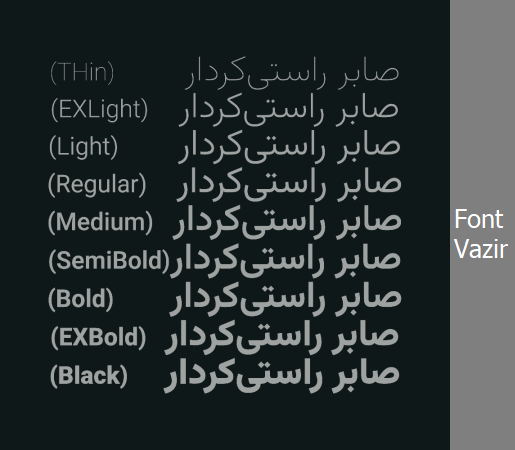 (THin) صابر راستی‌کردار
(EXLight) صابر راستی‌کردار
(Light) صابر راستی‌کردار
(Regular) صابر راستی‌کردار
(Medium) صابر راستی‌کردار
(SemiBold) صابر راستی‌کردار
(Bold) صابر راستی‌کردار
(EXBold) صابر راستی‌کردار
(Black) صابر راستی‌کردار
Font
Vazir